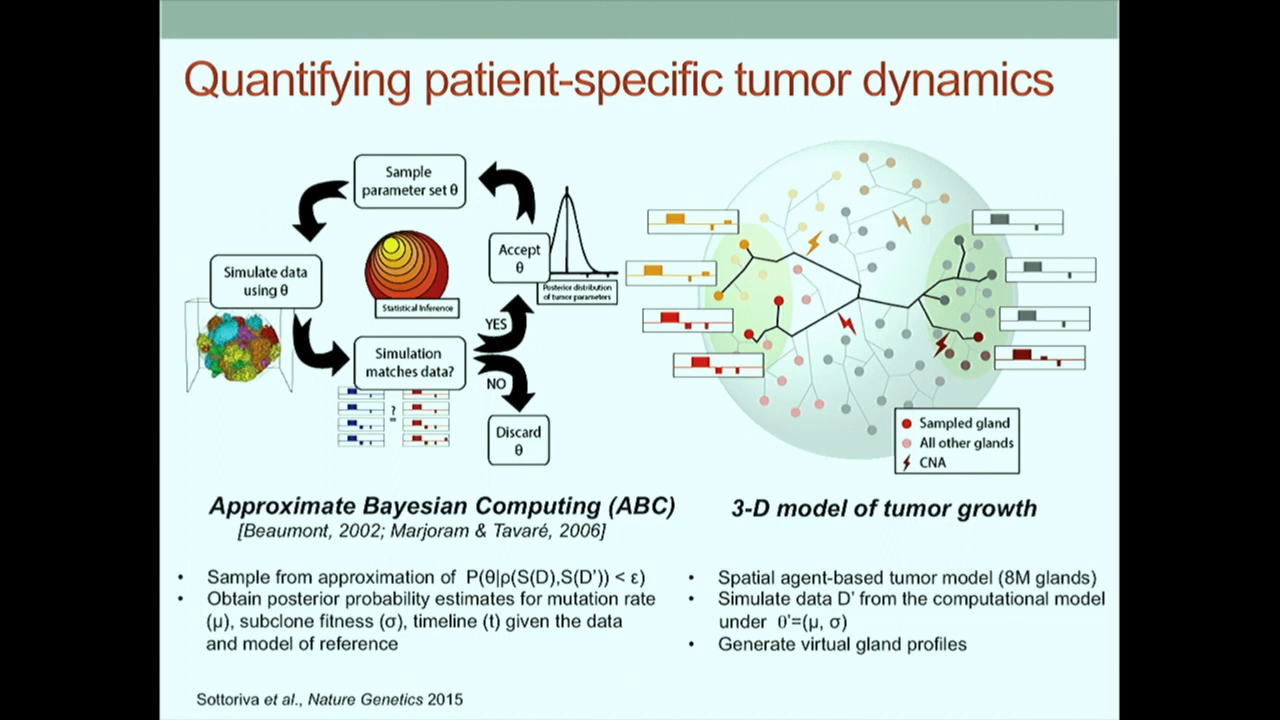 Quantifying patient-specific tumor dynamics
Sample
parameter set θ
Simulate data
using θ
Statistical Inference
Accept
θ
Posterior distribution
of tumor parameters
YES
Simulation
matches data?
NO
?
=
Discard
θ
Sampled gland
All other glands
CNA
Approximate Bayesian Computing (ABC)
[Beaumont, 2002; Marjoram & Tavaré, 2006]
• Sample from approximation of P(θ|ρ(S(D),S(D')) < ε)
• Obtain posterior probability estimates for mutation rate
(μ), subclone fitness (σ), timeline (t) given the data
and model of reference
3-D model of tumor growth
• Spatial agent-based tumor model (8M glands)
• Simulate data D' from the computational model
under θ'=(μ, σ)
• Generate virtual gland profiles
Sottoriva et al., Nature Genetics 2015